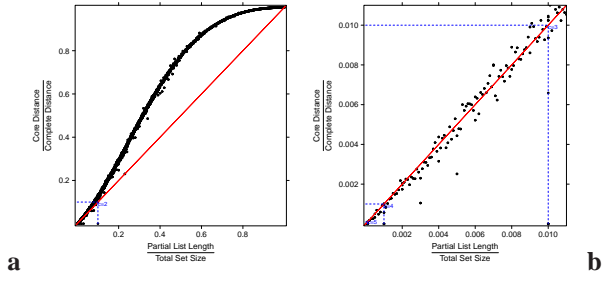 Core Distance
Complete Distance
0.8
0.6
0.4
0.2
0.2
0.4
0.6
0.8
Partial List Length
Total Set Size
a
Core Distance
Complete Distance
0.010
0.008
0.006
0.004
0.002
0.002
0.004
0.006
0.008
0.010
Partial List Length
Total Set Size
b